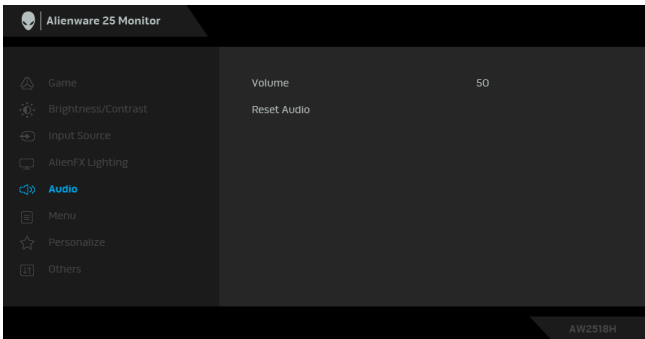 Alienware 25 Monitor
Game
Brightness/Contrast
Input Source
AlienFX Lighting
Audio
Menu
Personalize
Others
Volume 50
Reset Audio
AW2518H